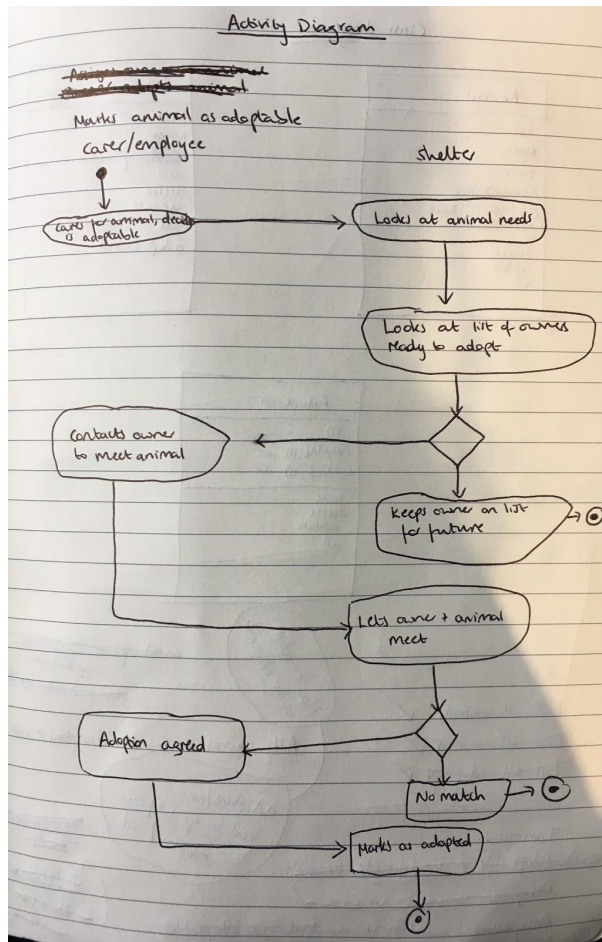 Activity Diagram
Marks animal as adoptable
carer/employee
shelter
cares for animal, decides
is adoptable
Looks at animal needs
Looks at list of owners
ready to adopt
Contacts owner
to meet animal
Keeps owner on list
for future
Lets owner + animal
meet
Adoption agreed
No match
Marks as adopted